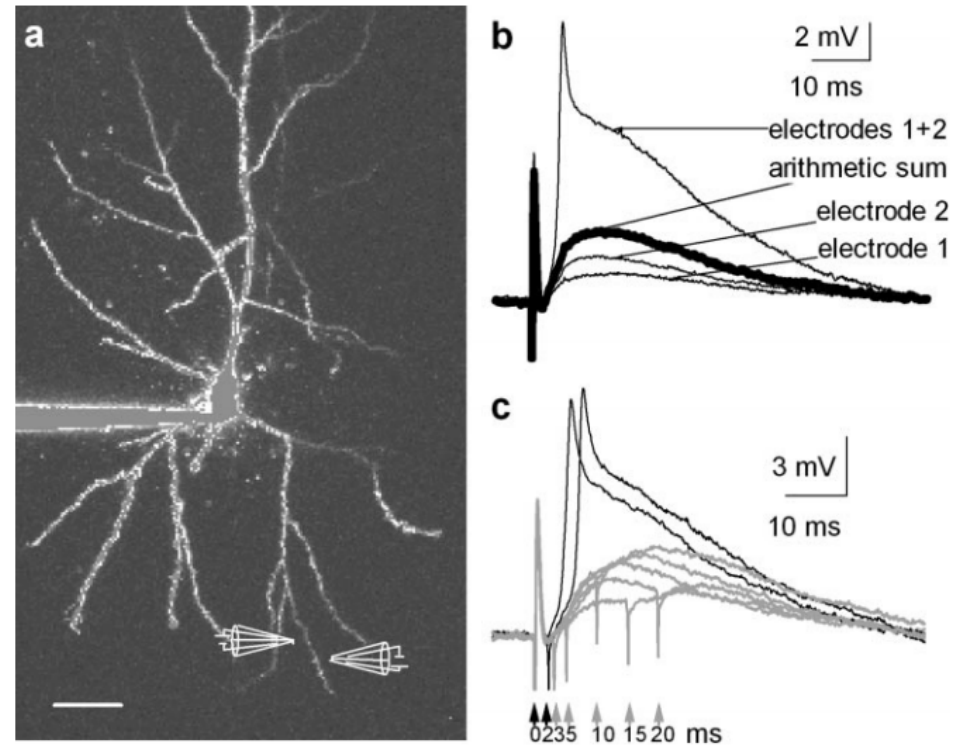 a
b
2 mV
10 ms
electrodes 1+2
arithmetic sum
electrode 2
electrode 1
c
3 mV
10 ms
0 2 3 5 10 15 20 ms